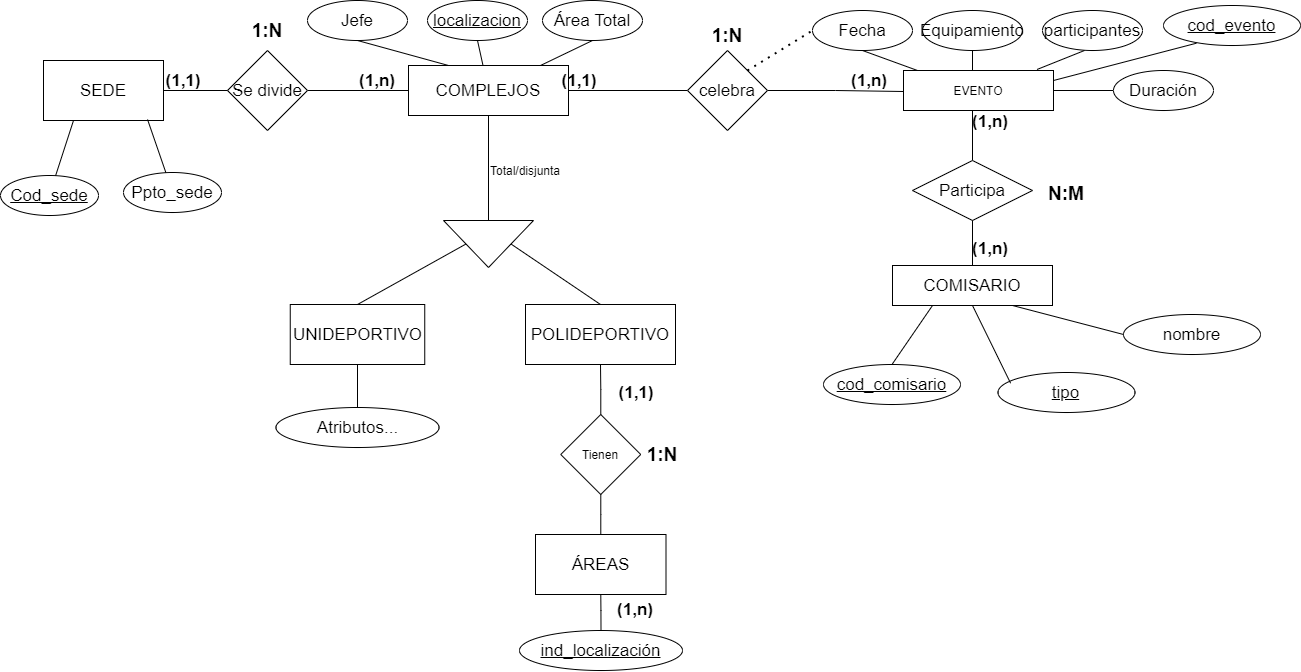 Jefe
localizacion
Área Total
1:N
1:N
Fecha
Equipamiento
participantes
cod_evento
SEDE
(1,1)
Se divide
(1,n)
COMPLEJOS
(1,1)
celebra
(1,n)
EVENTO
Duración
(1,n)
Total/disjunta
Cod_sede
Ppto_sede
Participa
N:M
(1,n)
COMISARIO
UNIDEPORTIVO
POLIDEPORTIVO
nombre
(1,1)
cod_comisario
tipo
Atributos...
Tienen
1:N
ÁREAS
(1,n)
ind_localización